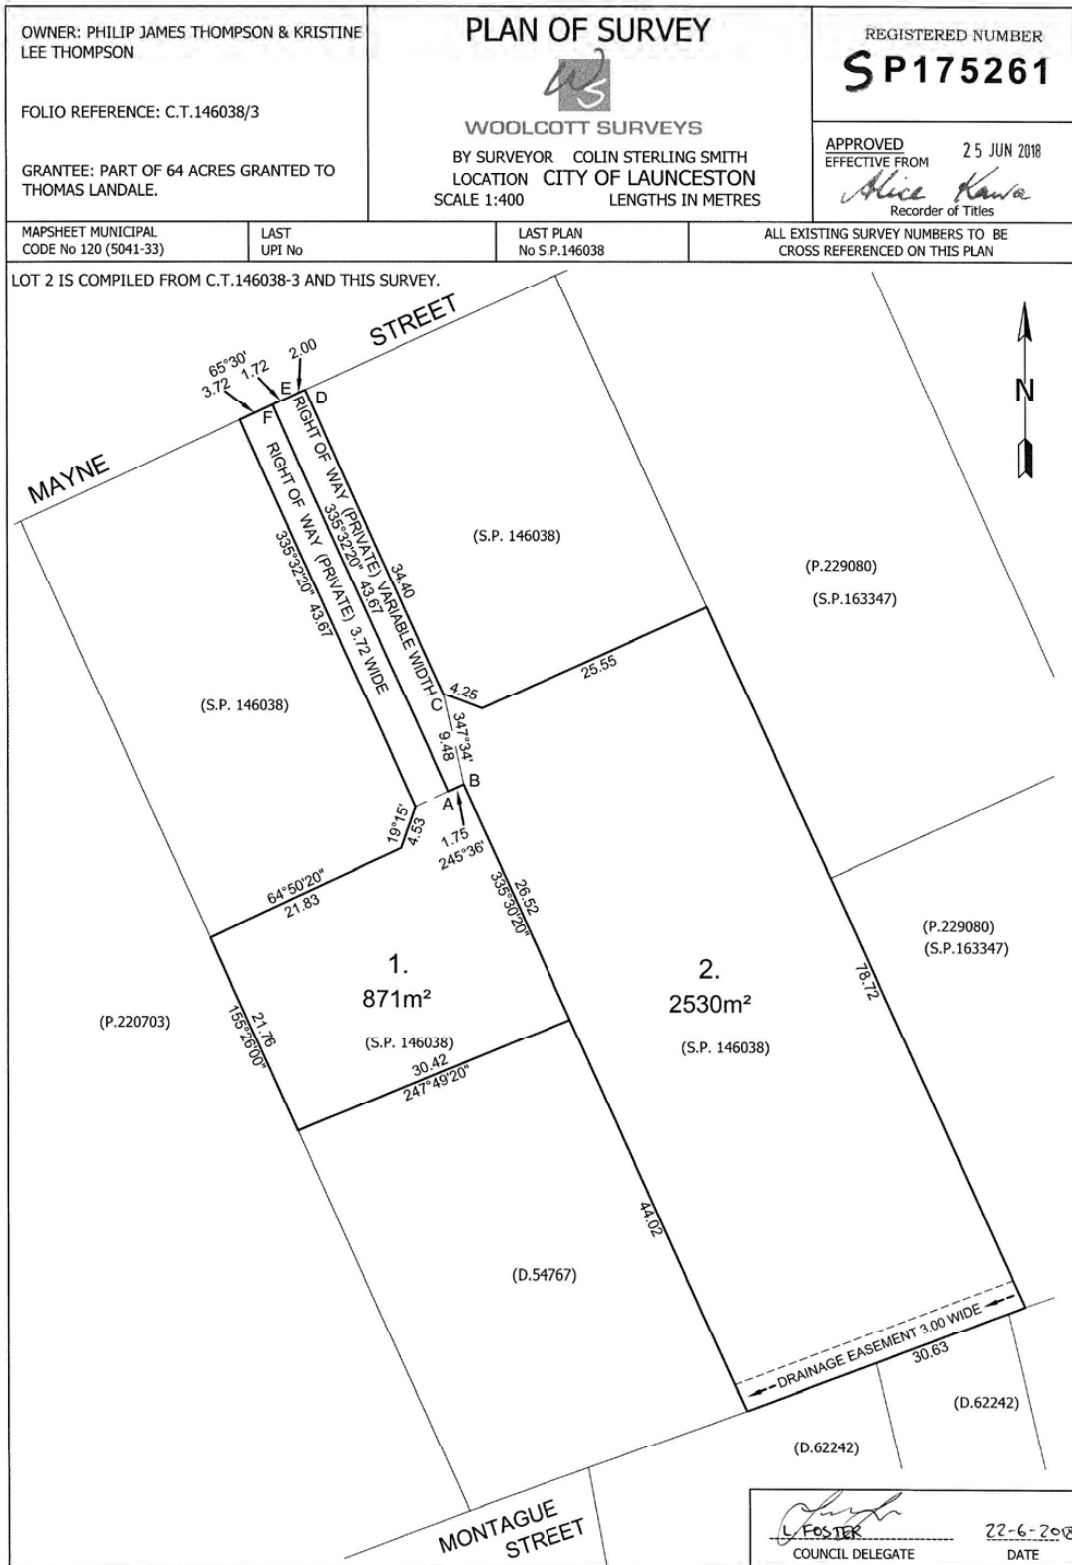 OWNER: PHILIP JAMES THOMPSON & KRISTINE
LEE THOMPSON
FOLIO REFERENCE: C.T.146038/3
GRANTEE: PART OF 64 ACRES GRANTED TO
THOMAS LANDALE.
PLAN OF SURVEY
WS
WOOLCOTT SURVEYS
BY SURVEYOR COLIN STERLING SMITH
LOCATION CITY OF LAUNCESTON
SCALE 1:400 LENGTHS IN METRES
REGISTERED NUMBER
SP175261
APPROVED 25 JUN 2018
EFFECTIVE FROM
Alice Kawa
Recorder of Titles
MAPSHEET MUNICIPAL
CODE No 120 (5041-33)
LAST
UPI No
LAST PLAN
No S.P.146038
ALL EXISTING SURVEY NUMBERS TO BE
CROSS REFERENCED ON THIS PLAN
LOT 2 IS COMPILED FROM C.T.146038-3 AND THIS SURVEY.
MAYNE STREET
65°30'
3.72
1.72
2.00
E
D
F
N
RIGHT OF WAY (PRIVATE) VARIABLE WIDTH
335°32'20" 43.67
34.40
RIGHT OF WAY (PRIVATE) 3.72 WIDE
335°32'20" 43.67
(S.P. 146038)
(P.229080)
(S.P.163347)
25.55
(S.P. 146038)
C
4.25
347°34'
9.48
B
A
1.75
245°36'
19°15'
4.53
64°50'20"
21.83
26.52
335°30'20"
1.
871m²
(S.P. 146038)
2.
2530m²
(S.P. 146038)
(P.229080)
(S.P.163347)
78.72
(P.220703)
21.76
155°26'00"
30.42
247°49'20"
44.02
(D.54767)
DRAINAGE EASEMENT 3.00 WIDE
30.63
(D.62242)
(D.62242)
MONTAGUE
STREET
L. FOSTER 22-6-2018
COUNCIL DELEGATE DATE